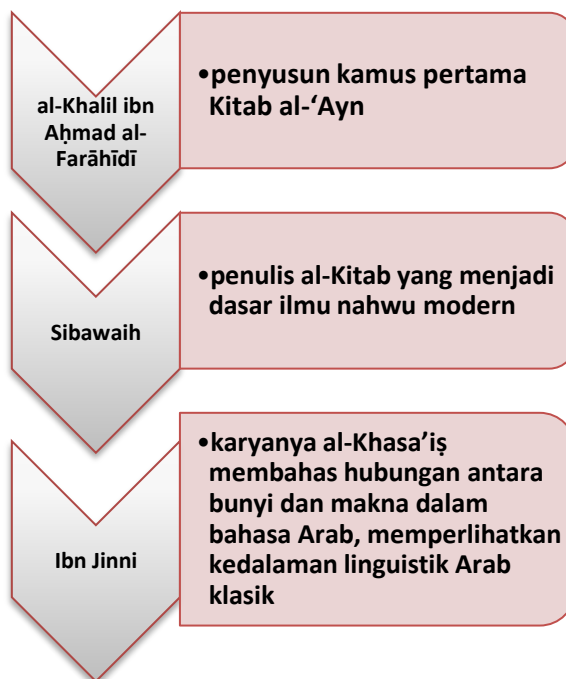 al-Khalil ibn
Aḥmad al-
Farāhīdī
•penyusun kamus pertama
Kitab al-‘Ayn
Sibawaih
•penulis al-Kitab yang menjadi
dasar ilmu nahwu modern
Ibn Jinni
•karyanya al-Khasa’iṣ
membahas hubungan antara
bunyi dan makna dalam
bahasa Arab, memperlihatkan
kedalaman linguistik Arab
klasik